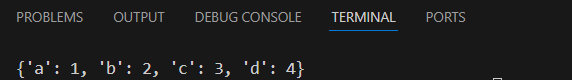 PROBLEMS OUTPUT DEBUG CONSOLE TERMINAL PORTS
{'a': 1, 'b': 2, 'c': 3, 'd': 4}